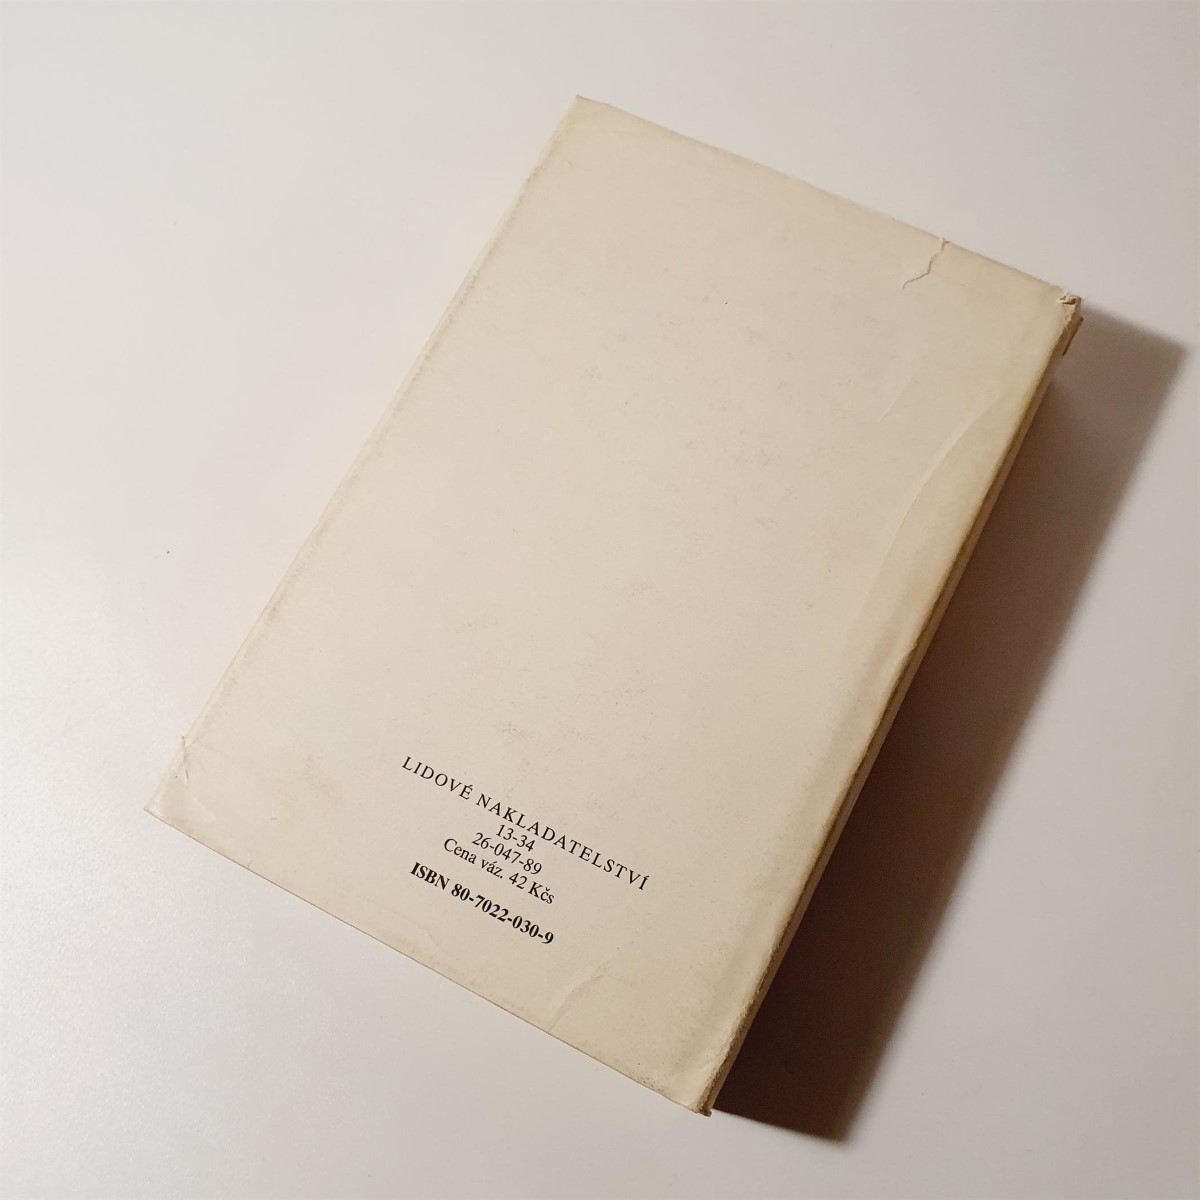 LIDOVÉ NAKLADATELSTVÍ
13-34
26-047-89
Cena váz. 42 Kčs
ISBN 80-7022-030-9